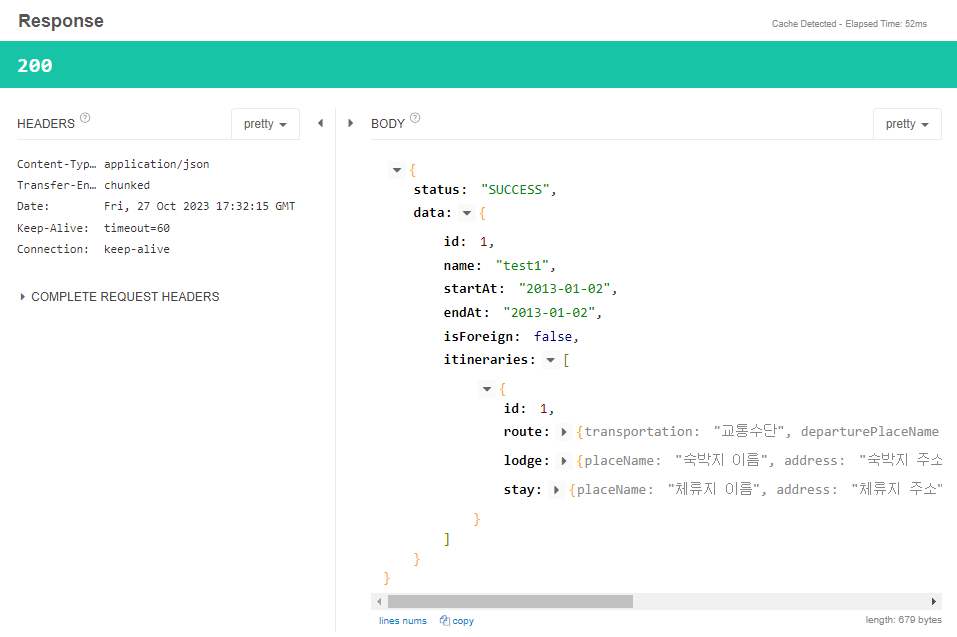 Response
Cache Detected - Elapsed Time: 52ms
200
HEADERS ?
pretty
BODY ?
pretty
Content-Typ… application/json
Transfer-En… chunked
Date: Fri, 27 Oct 2023 17:32:15 GMT
Keep-Alive: timeout=60
Connection: keep-alive
COMPLETE REQUEST HEADERS
{
status: "SUCCESS",
data: {
id: 1,
name: "test1",
startAt: "2013-01-02",
endAt: "2013-01-02",
isForeign: false,
itineraries: [
{
id: 1,
route: {transportation: "교통수단", departurePlaceName
lodge: {placeName: "숙박지 이름", address: "숙박지 주소
stay: {placeName: "체류지 이름", address: "체류지 주소"
}
]
}
}
lines nums copy
length: 679 bytes